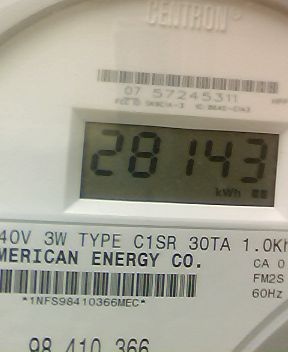 CENTRON®
07 57245311
28143
kWh
40V 3W TYPE C1SR 30TA 1.0Kh
MERICAN ENERGY CO.
CA 0
FM2S
*1NFS98410366MEC*
60Hz
98 410 366